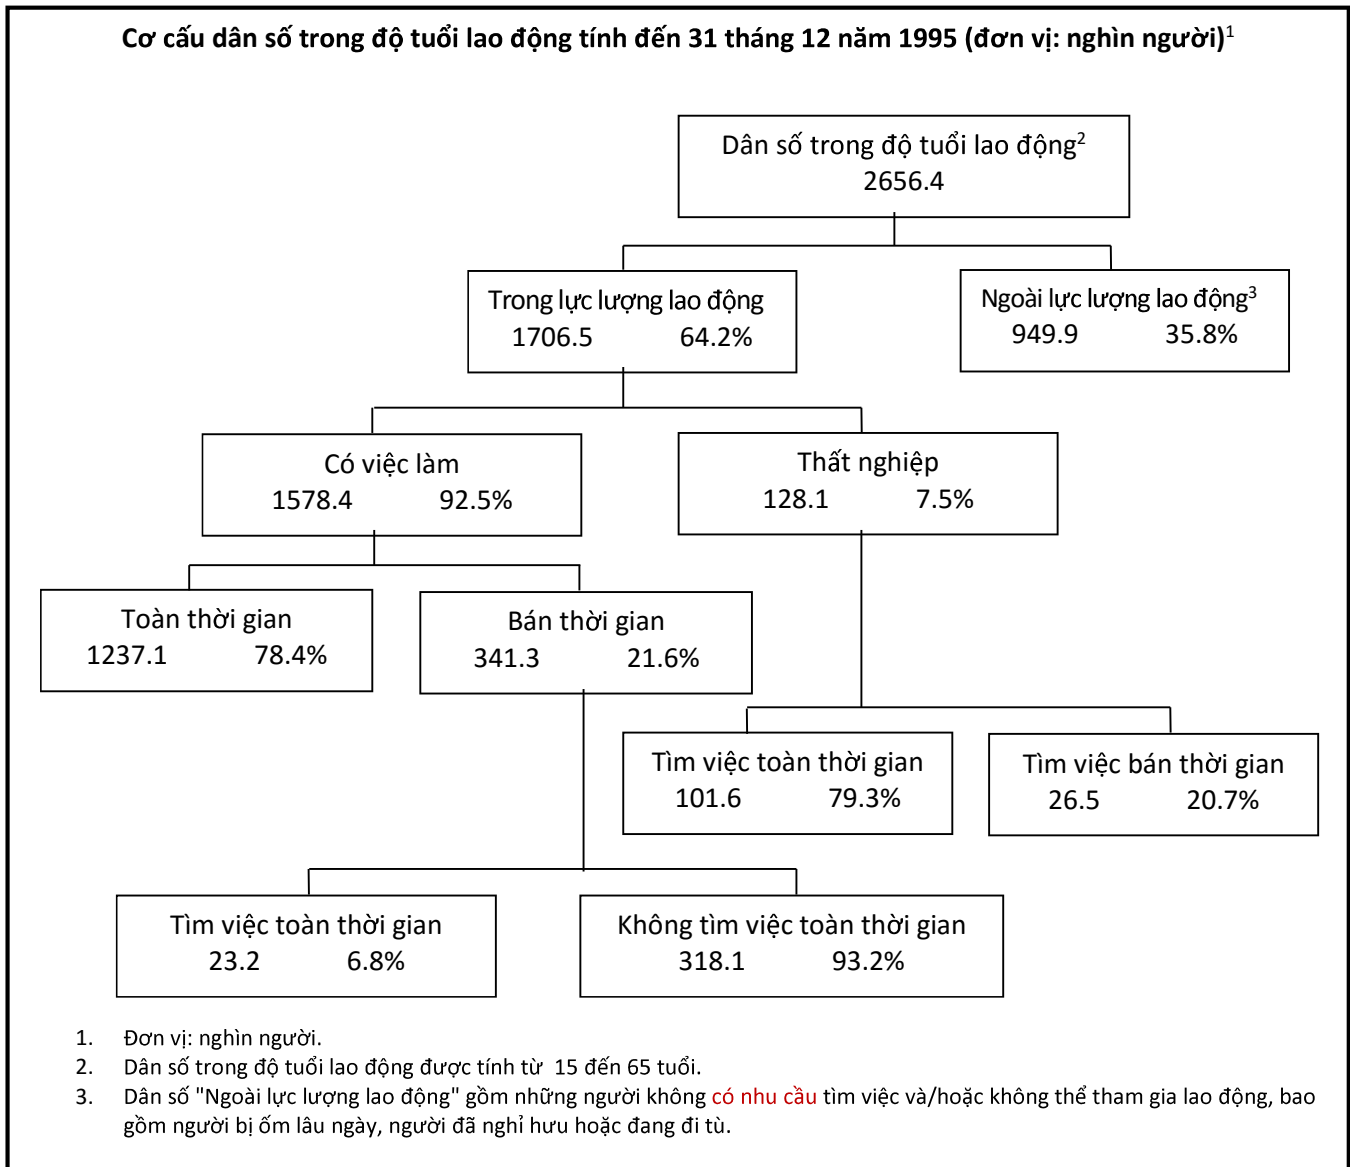 Cơ cấu dân số trong độ tuổi lao động tính đến 31 tháng 12 năm 1995 (đơn vị: nghìn người)¹
Dân số trong độ tuổi lao động²
2656.4
Trong lực lượng lao động
1706.5 64.2%
Ngoài lực lượng lao động³
949.9 35.8%
Có việc làm
1578.4 92.5%
Thất nghiệp
128.1 7.5%
Toàn thời gian
1237.1 78.4%
Bán thời gian
341.3 21.6%
Tìm việc toàn thời gian
101.6 79.3%
Tìm việc bán thời gian
26.5 20.7%
Tìm việc toàn thời gian
23.2 6.8%
Không tìm việc toàn thời gian
318.1 93.2%
1. Đơn vị: nghìn người.
2. Dân số trong độ tuổi lao động được tính từ 15 đến 65 tuổi.
3. Dân số "Ngoài lực lượng lao động" gồm những người không có nhu cầu tìm việc và/hoặc không thể tham gia lao động, bao
gồm người bị ốm lâu ngày, người đã nghỉ hưu hoặc đang đi tù.